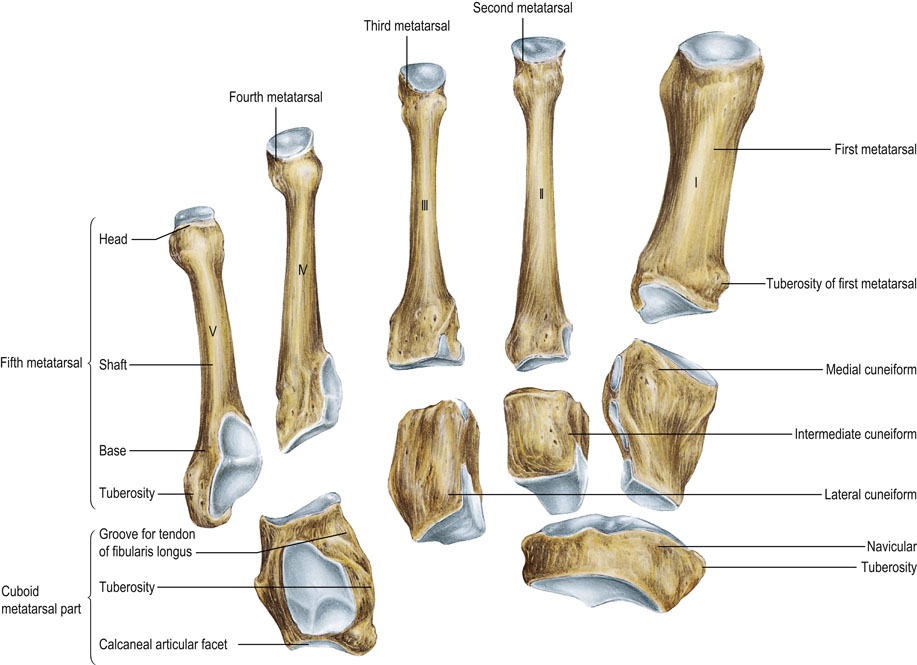 Second metatarsal
Third metatarsal
Fourth metatarsal
First metatarsal
I
II
III
Head
IV
Tuberosity of first metatarsal
V
Fifth metatarsal
Shaft
Medial cuneiform
Intermediate cuneiform
Base
Tuberosity
Lateral cuneiform
Groove for tendon
of fibularis longus
Navicular
Tuberosity
Cuboid
metatarsal part
Tuberosity
Calcaneal articular facet